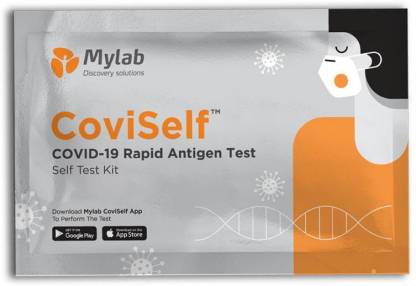 Mylab
Discovery solutions
CoviSelf™
COVID-19 Rapid Antigen Test
Self Test Kit
Download Mylab CoviSelf App
To Perform The Test
GET IT ON
Google Play
Download on the
App Store